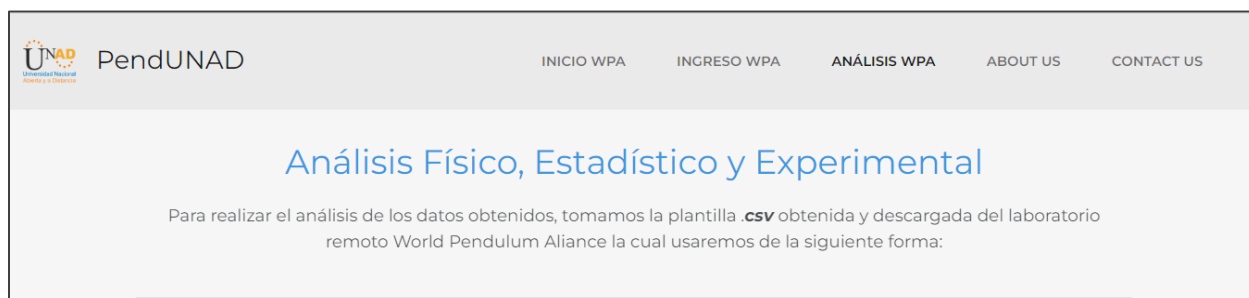 UNAD
Universidad Nacional
Abierta y a Distancia
PendUNAD
INICIO WPA
INGRESO WPA
ANÁLISIS WPA
ABOUT US
CONTACT US
Análisis Físico, Estadístico y Experimental
Para realizar el análisis de los datos obtenidos, tomamos la plantilla .csv obtenida y descargada del laboratorio
remoto World Pendulum Aliance la cual usaremos de la siguiente forma: